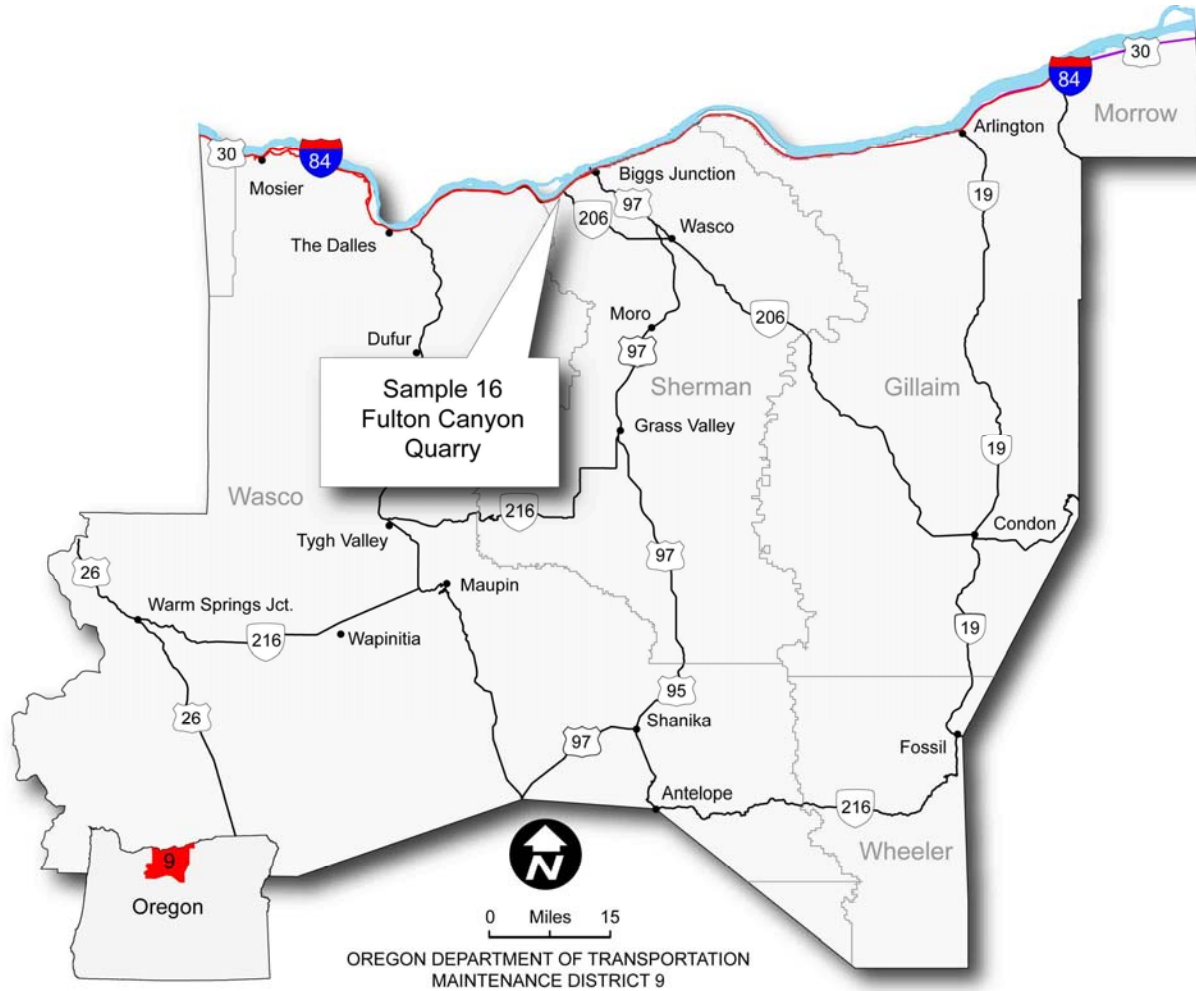 30
84
Morrow
Arlington
30
84
Mosier
Biggs Junction
97
19
206
Wasco
The Dalles
Moro
206
Dufur
97
Sample 16
Fulton Canyon
Quarry
Sherman
Gillaim
Grass Valley
19
Wasco
216
Tygh Valley
Condon
97
26
Maupin
Warm Springs Jct.
216
Wapinitia
19
95
26
Shanika
97
Fossil
Antelope
216
Wheeler
9
Oregon
N
0 Miles 15
OREGON DEPARTMENT OF TRANSPORTATION
MAINTENANCE DISTRICT 9